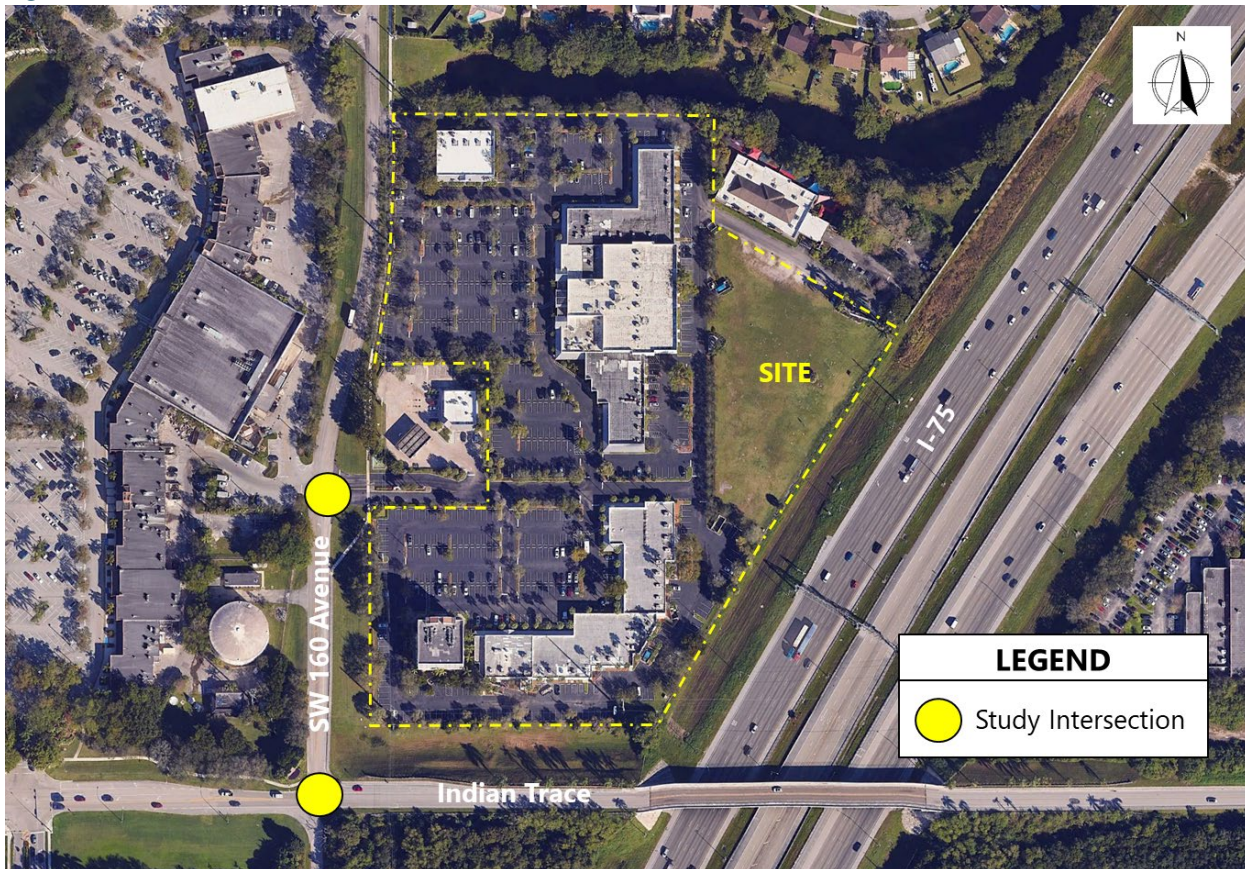 N
SITE
I-75
SW 160 Avenue
LEGEND
Study Intersection
Indian Trace